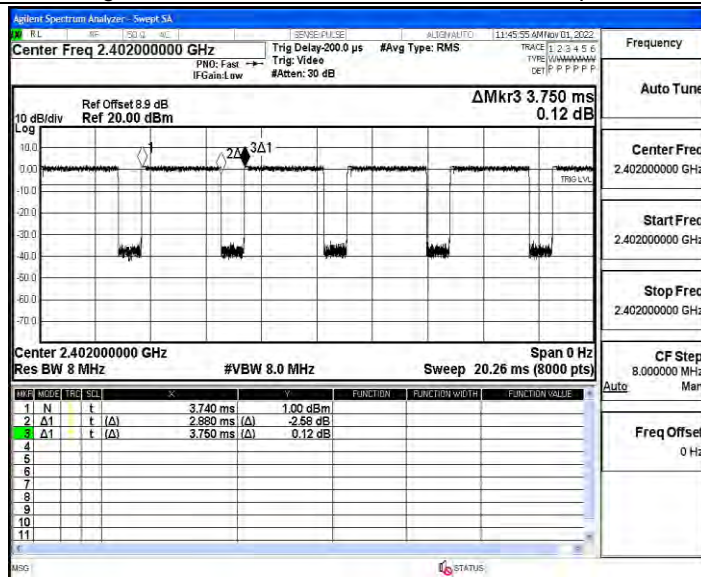 Agilent Spectrum Analyzer - Swept SA
RL RF 50 Ω AC SENSE:PULSE ALIGN AUTO 11:45:55 AM Nov 01, 2022
Center Freq 2.402000000 GHz
PNO: Fast
IFGain:Low
Trig Delay-200.0 µs
Trig: Video
#Atten: 30 dB
#Avg Type: RMS
TRACE 1 2 3 4 5 6
TYPE WWWWWW
DET P P P P P P
Ref Offset 8.9 dB
Ref 20.00 dBm
10 dB/div
Log
ΔMkr3 3.750 ms
0.12 dB
10.0
0.00
-10.0
-20.0
-30.0
-40.0
-50.0
-60.0
-70.0
1
2Δ
3Δ1
TRIG LVL
Center 2.402000000 GHz
Span 0 Hz
Res BW 8 MHz
#VBW 8.0 MHz
Sweep 20.26 ms (8000 pts)
MKR MODE TRC SCL X Y FUNCTION FUNCTION WIDTH FUNCTION VALUE
1 N t 3.740 ms 1.00 dBm
2 Δ1 t (Δ) 2.880 ms (Δ) -2.58 dB
3 Δ1 t (Δ) 3.750 ms (Δ) 0.12 dB
4
5
6
7
8
9
10
11
MSG
STATUS
Frequency
Auto Tune
Center Freq
2.402000000 GHz
Start Freq
2.402000000 GHz
Stop Freq
2.402000000 GHz
CF Step
8.000000 MHz
Auto Man
Freq Offset
0 Hz